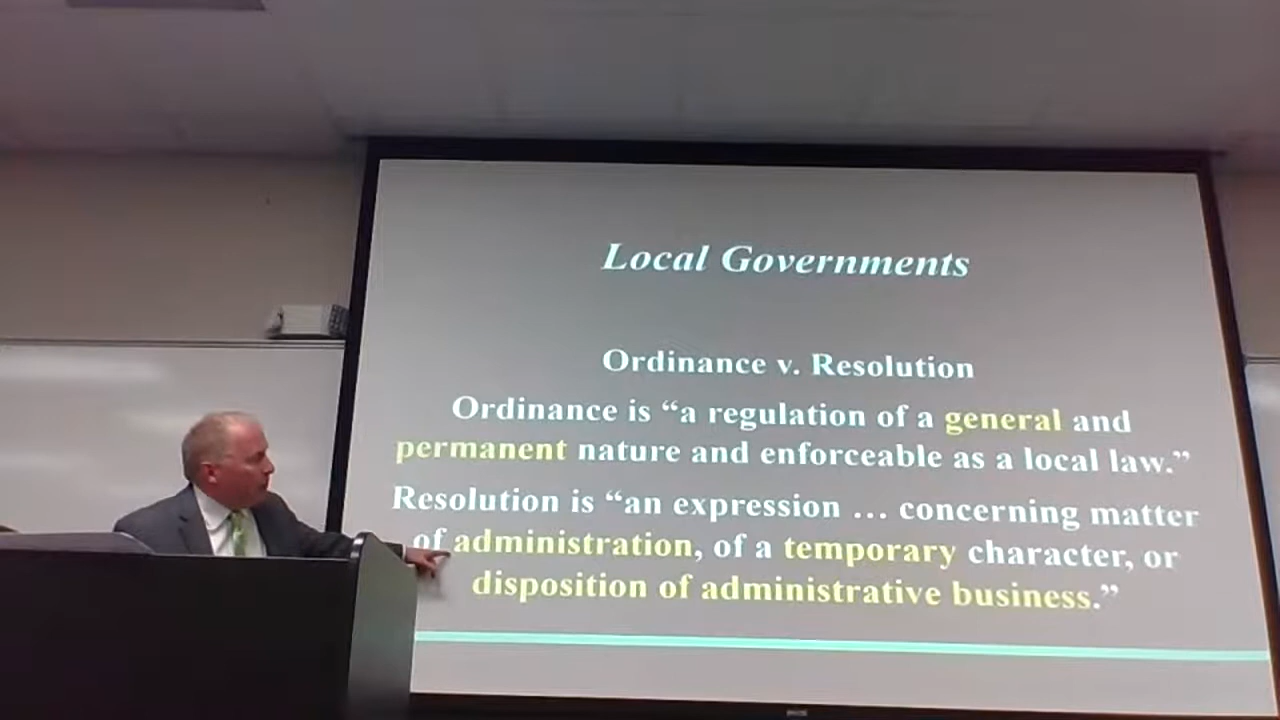 Local Governments
Ordinance v. Resolution
Ordinance is “a regulation of a general and
permanent nature and enforceable as a local law.”
Resolution is “an expression … concerning matter
of administration, of a temporary character, or
disposition of administrative business.”